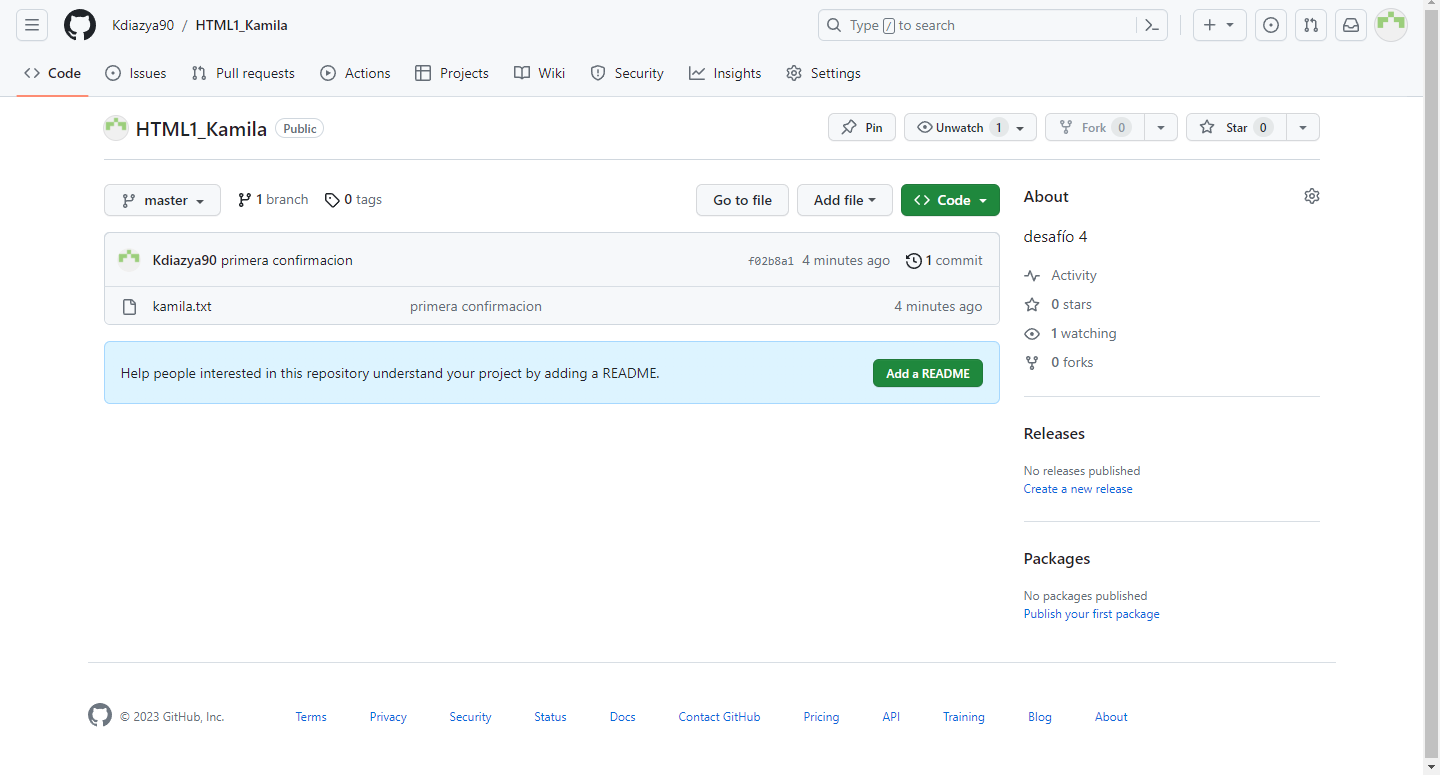 Kdiazya90 / HTML1_Kamila
Type / to search
Code Issues Pull requests Actions Projects Wiki Security Insights Settings
HTML1_Kamila Public
Pin Unwatch 1 Fork 0 Star 0
master 1 branch 0 tags Go to file Add file Code
Kdiazya90 primera confirmacion f02b8a1 4 minutes ago 1 commit
kamila.txt primera confirmacion 4 minutes ago
Help people interested in this repository understand your project by adding a README. Add a README
About
desafío 4
Activity
0 stars
1 watching
0 forks
Releases
No releases published
Create a new release
Packages
No packages published
Publish your first package
© 2023 GitHub, Inc. Terms Privacy Security Status Docs Contact GitHub Pricing API Training Blog About